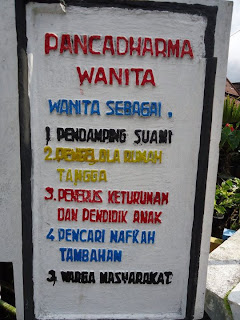 PANCADHARMA
WANITA
WANITA SEBAGAI .
1 PENDAMPING SUAMI
2. PENGELOLA RUMAH
TANGGA
3. PENERUS KETURUNAN
DAN PENDIDIK ANAK
4 PENCARI NAFKAH
TAMBAHAN
5 WARGA MASYARAKAT